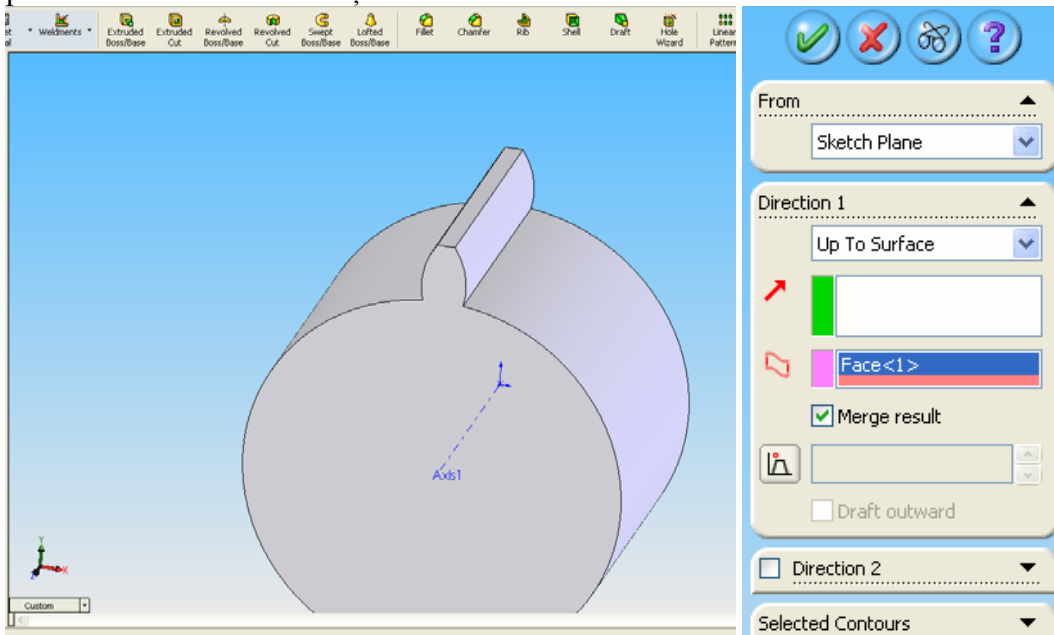 Weldments
Extruded Boss/Base
Extruded Cut
Revolved Boss/Base
Revolved Cut
Swept Boss/Base
Lofted Boss/Base
Fillet
Chamfer
Rib
Shell
Draft
Hole Wizard
Linear Pattern
Axis1
Y
X
Z
Custom
From
Sketch Plane
Direction 1
Up To Surface
Face<1>
Merge result
Draft outward
Direction 2
Selected Contours